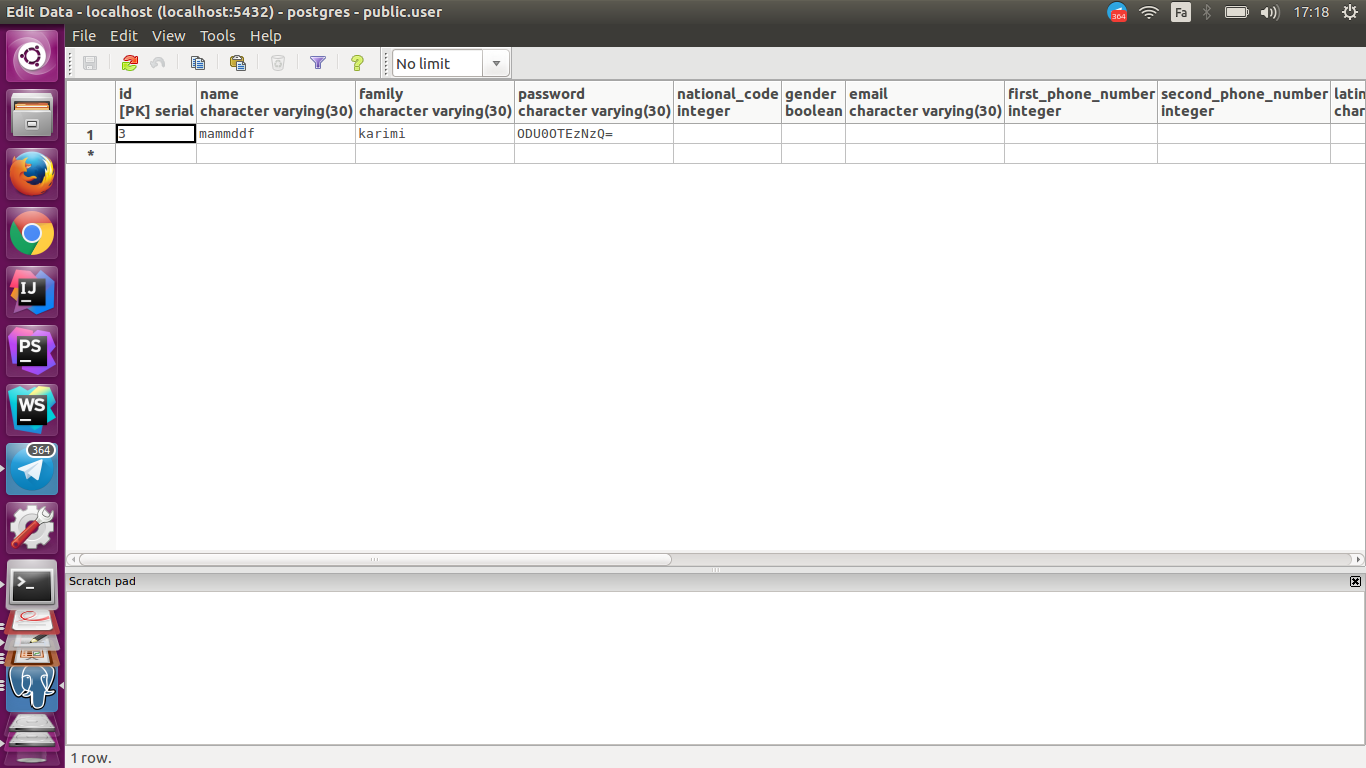 Edit Data - localhost (localhost:5432) - postgres - public.user
364
Fa
17:18
File Edit View Tools Help
No limit
id name family password national_code gender email first_phone_number second_phone_number latin
[PK] serial character varying(30) character varying(30) character varying(30) integer boolean character varying(30) integer integer char
1 3 mammddf karimi ODU0OTEzNzQ=
*
IJ
PS
WS
364
>_
Scratch pad
1 row.